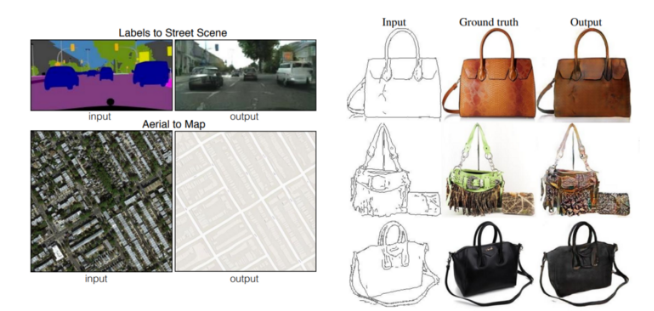 Labels to Street Scene
input output
Aerial to Map
input output
Input Ground truth Output